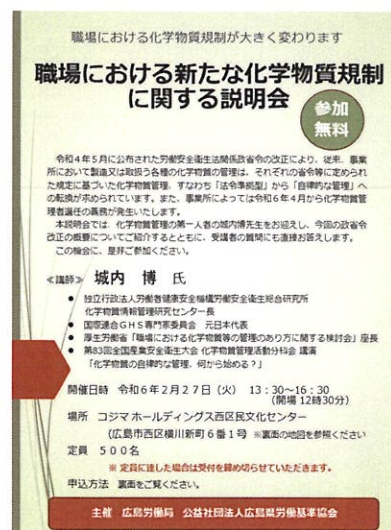 職場における化学物質規制が大きく変わります
職場における新たな化学物質規制
に関する説明会
参加
無料
令和4年5月に公布された労働安全衛生法関係政省令の改正により、従来、事業
所において製造又は取扱う各種の化学物質の管理は、それぞれの省令等に定められ
た規定に基づいた化学物質管理、すなわち「法令準拠型」から「自律的な管理」へ
の転換が求められています。また、事業所によっては令和6年4月から化学物質管
理者選任の義務が発生いたします。
本説明会では、化学物質管理の第一人者の城内博先生をお迎えし、今回の政省令
改正の概要についてご紹介するとともに、受講者の質問にも直接お答えします。
この機会に、是非ご参加ください。
≪講師≫ 城内 博 氏
● 独立行政法人労働者健康安全機構労働安全衛生総合研究所
化学物質情報管理研究センター長
● 国際連合GHS専門家委員会 元日本代表
● 厚生労働省「職場における化学物質等の管理のあり方に関する検討会」座長
● 第83回全国産業安全衛生大会 化学物質管理活動分科会 講演
「化学物質の自律的な管理、何から始める?」
開催日時 令和6年2月27日(火) 13:30~16:30
(開場 12時30分)
場所 コジマ ホールディングス西区民文化センター
(広島市西区横川新町6番1号 ※裏面の地図を参照ください
定員 500名
※ 定員に達した場合は受付を締め切らせていただきます。
申込方法 裏面をご覧ください。
主催 広島労働局 公益社団法人広島県労働基準協会